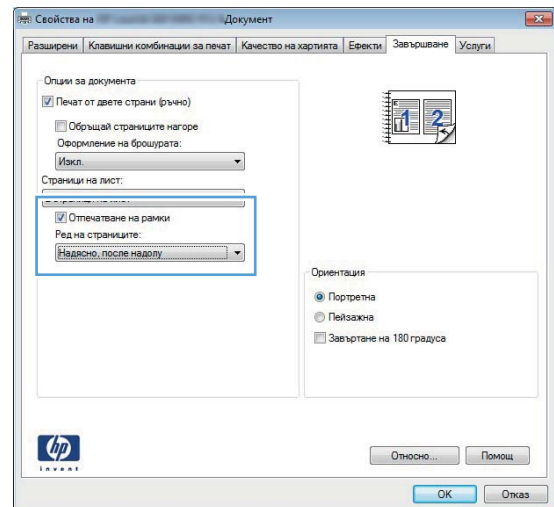 Свойства на Документ
Разширени Клавишни комбинации за печат Качество на хартията Ефекти Завършване Услуги
Опции за документа
Печат от двете страни (ръчно)
Обръщай страниците нагоре
Оформление на брошурата:
Изкл.
Страници на лист:
Отпечатване на рамки
Ред на страниците:
Надясно, после надолу
1 2
Ориентация
Портретна
Пейзажна
Завъртане на 180 градуса
hp
invent
Относно... Помощ
OK Отказ